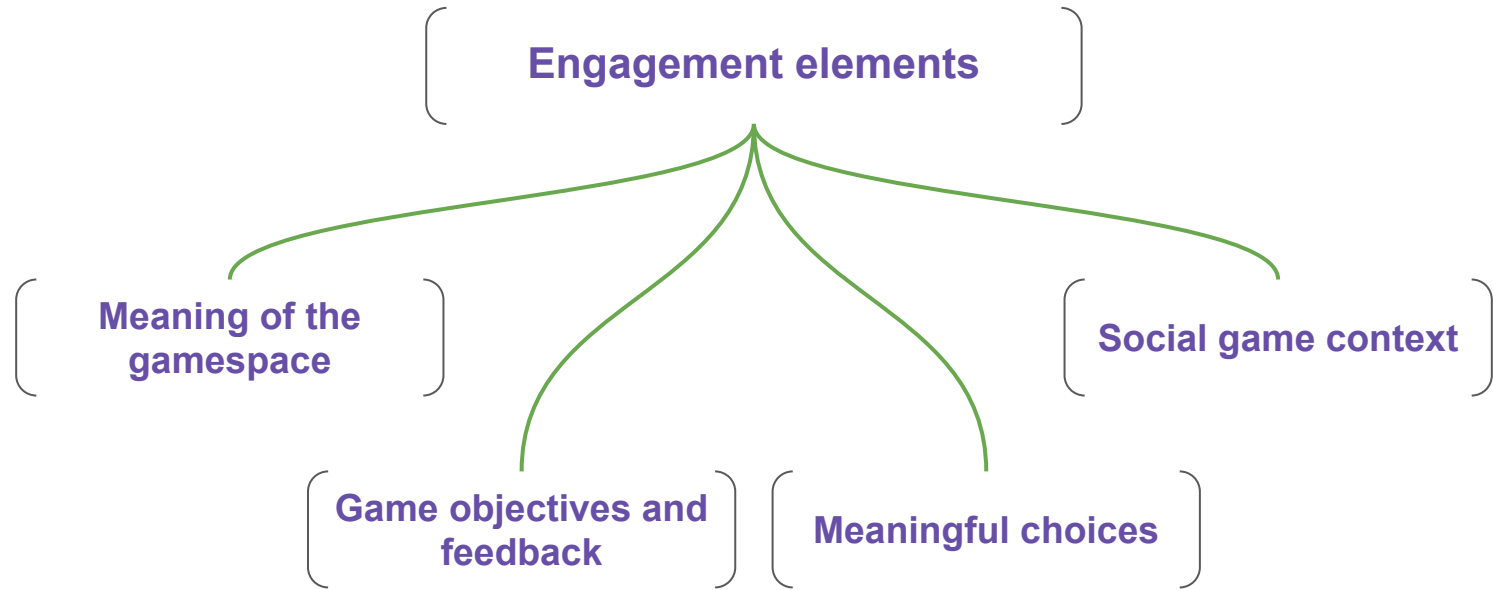 Engagement elements
Meaning of the
gamespace
Social game context
Game objectives and
feedback
Meaningful choices